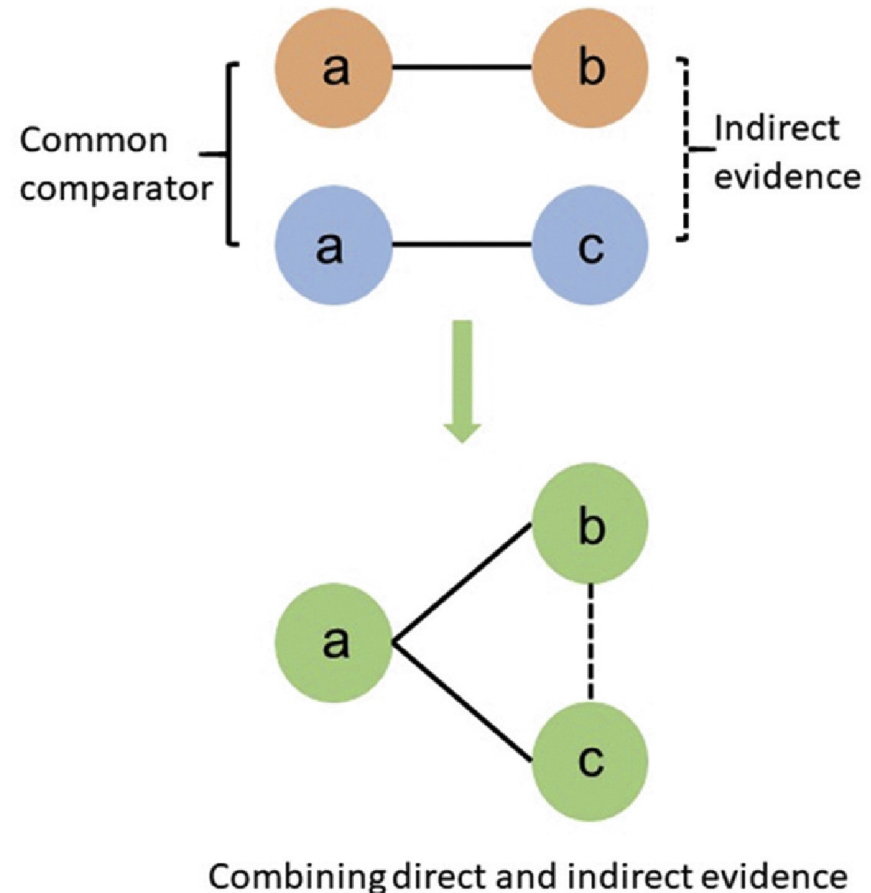 a
b
Common
comparator
Indirect
evidence
a
c
b
a
c
Combining direct and indirect evidence